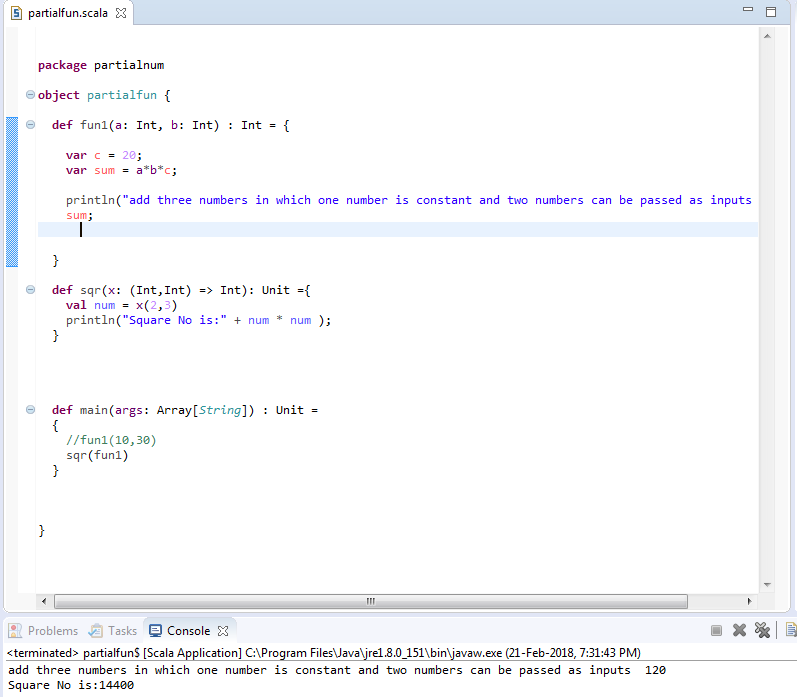 partialfun.scala
package partialnum
object partialfun {
def fun1(a: Int, b: Int) : Int = {
var c = 20;
var sum = a*b*c;
println("add three numbers in which one number is constant and two numbers can be passed as inputs
sum;
}
def sqr(x: (Int,Int) => Int): Unit ={
val num = x(2,3)
println("Square No is:" + num * num );
}
def main(args: Array[String]) : Unit =
{
//fun1(10,30)
sqr(fun1)
}
}
Problems Tasks Console
<terminated> partialfun$ [Scala Application] C:\Program Files\Java\jre1.8.0_151\bin\javaw.exe (21-Feb-2018, 7:31:43 PM)
add three numbers in which one number is constant and two numbers can be passed as inputs  120
Square No is:14400